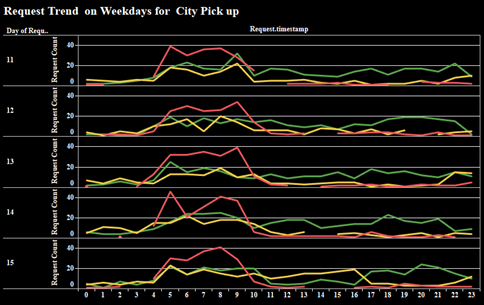 Request Trend on Weekdays for City Pick up
Day of Requ.. Request.timestamp
11 Request Count 40 20 0
12 Request Count 40 20 0
13 Request Count 40 20 0
14 Request Count 40 20 0
15 Request Count 40 20 0
0 1 2 3 4 5 6 7 8 9 10 11 12 13 14 15 16 17 18 19 20 21 22 23